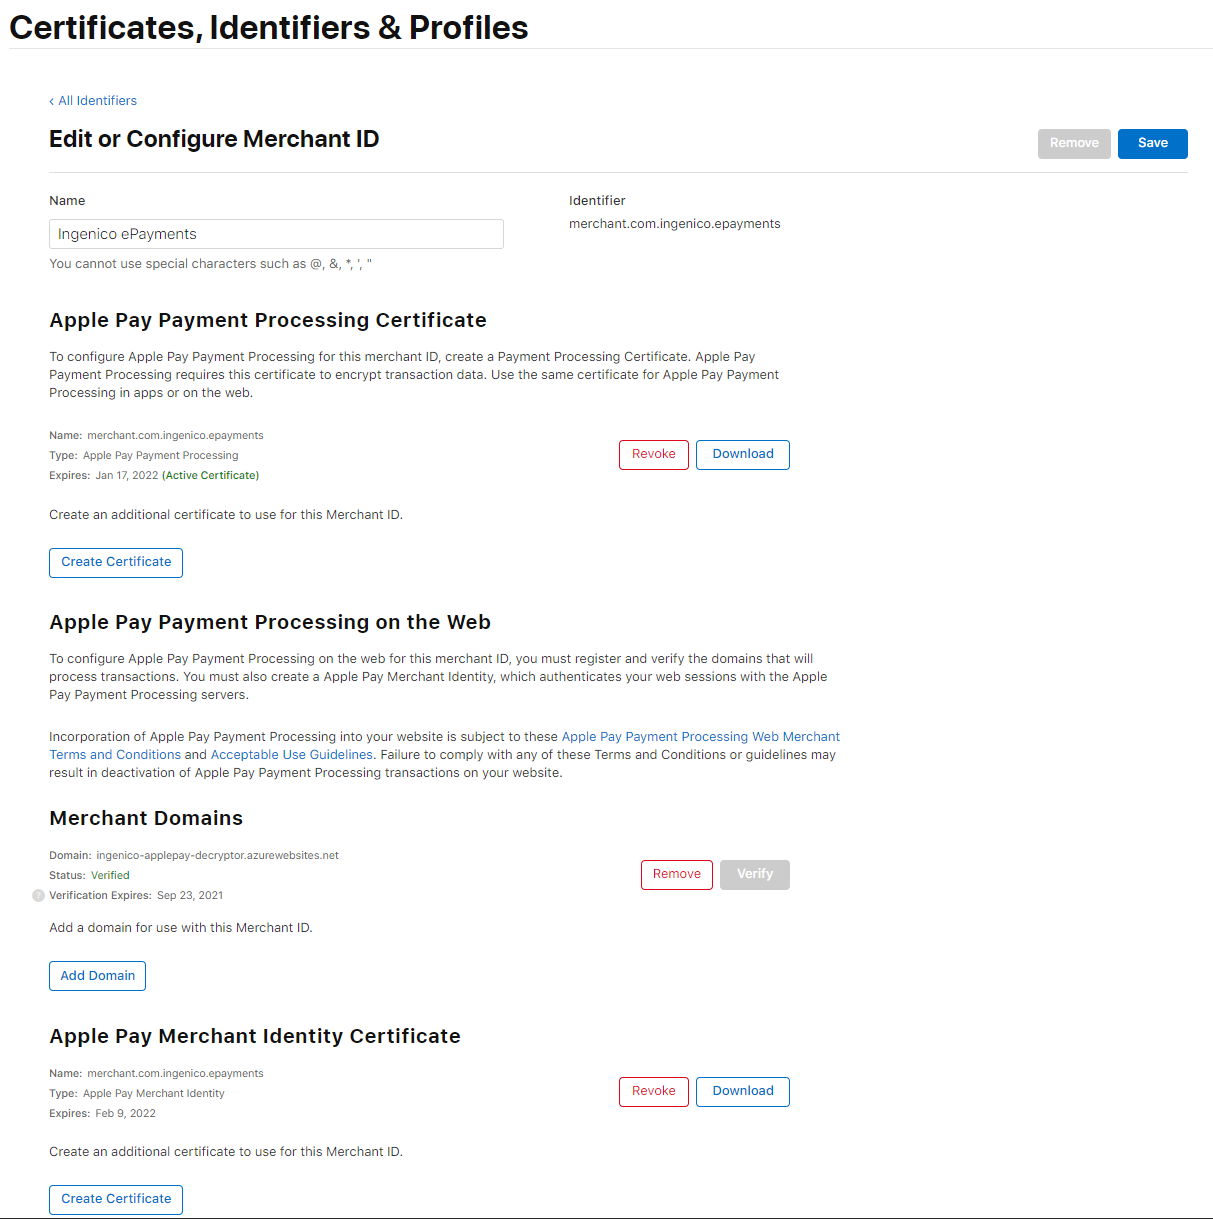 Certificates, Identifiers & Profiles
‹ All Identifiers
Edit or Configure Merchant ID
Remove
Save
Name
Identifier
Ingenico ePayments
merchant.com.ingenico.epayments
You cannot use special characters such as @, &, *, ', "
Apple Pay Payment Processing Certificate
To configure Apple Pay Payment Processing for this merchant ID, create a Payment Processing Certificate. Apple Pay
Payment Processing requires this certificate to encrypt transaction data. Use the same certificate for Apple Pay Payment
Processing in apps or on the web.
Name: merchant.com.ingenico.epayments
Type: Apple Pay Payment Processing
Expires: Jan 17, 2022 (Active Certificate)
Revoke
Download
Create an additional certificate to use for this Merchant ID.
Create Certificate
Apple Pay Payment Processing on the Web
To configure Apple Pay Payment Processing on the web for this merchant ID, you must register and verify the domains that will
process transactions. You must also create a Apple Pay Merchant Identity, which authenticates your web sessions with the Apple
Pay Payment Processing servers.
Incorporation of Apple Pay Payment Processing into your website is subject to these Apple Pay Payment Processing Web Merchant
Terms and Conditions and Acceptable Use Guidelines. Failure to comply with any of these Terms and Conditions or guidelines may
result in deactivation of Apple Pay Payment Processing transactions on your website.
Merchant Domains
Domain: ingenico-applepay-decryptor.azurewebsites.net
Status: Verified
? Verification Expires: Sep 23, 2021
Remove
Verify
Add a domain for use with this Merchant ID.
Add Domain
Apple Pay Merchant Identity Certificate
Name: merchant.com.ingenico.epayments
Type: Apple Pay Merchant Identity
Expires: Feb 9, 2022
Revoke
Download
Create an additional certificate to use for this Merchant ID.
Create Certificate